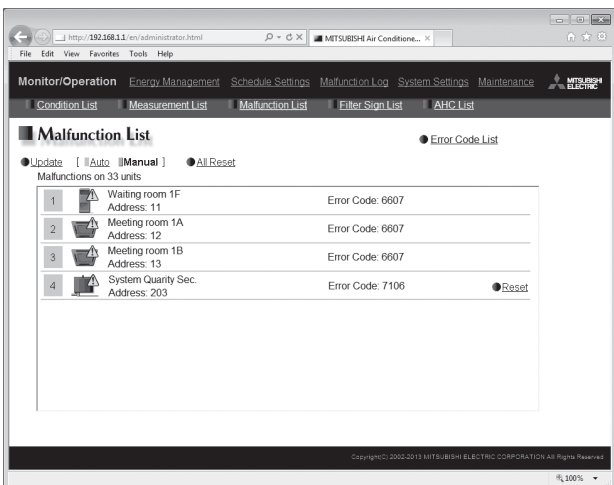 http://192.168.1.1/en/administrator.html
MITSUBISHI Air Conditione...
File Edit View Favorites Tools Help
Monitor/Operation Energy Management Schedule Settings Malfunction Log System Settings Maintenance MITSUBISHI ELECTRIC
Condition List Measurement List Malfunction List Filter Sign List AHC List
Malfunction List
Error Code List
Update [ Auto Manual ] All Reset
Malfunctions on 33 units
1 Waiting room 1F
Address: 11 Error Code: 6607
2 Meeting room 1A
Address: 12 Error Code: 6607
3 Meeting room 1B
Address: 13 Error Code: 6607
4 System Quarity Sec.
Address: 203 Error Code: 7106 Reset
Copyright(C) 2002-2013 MITSUBISHI ELECTRIC CORPORATION All Rights Reserved
100%